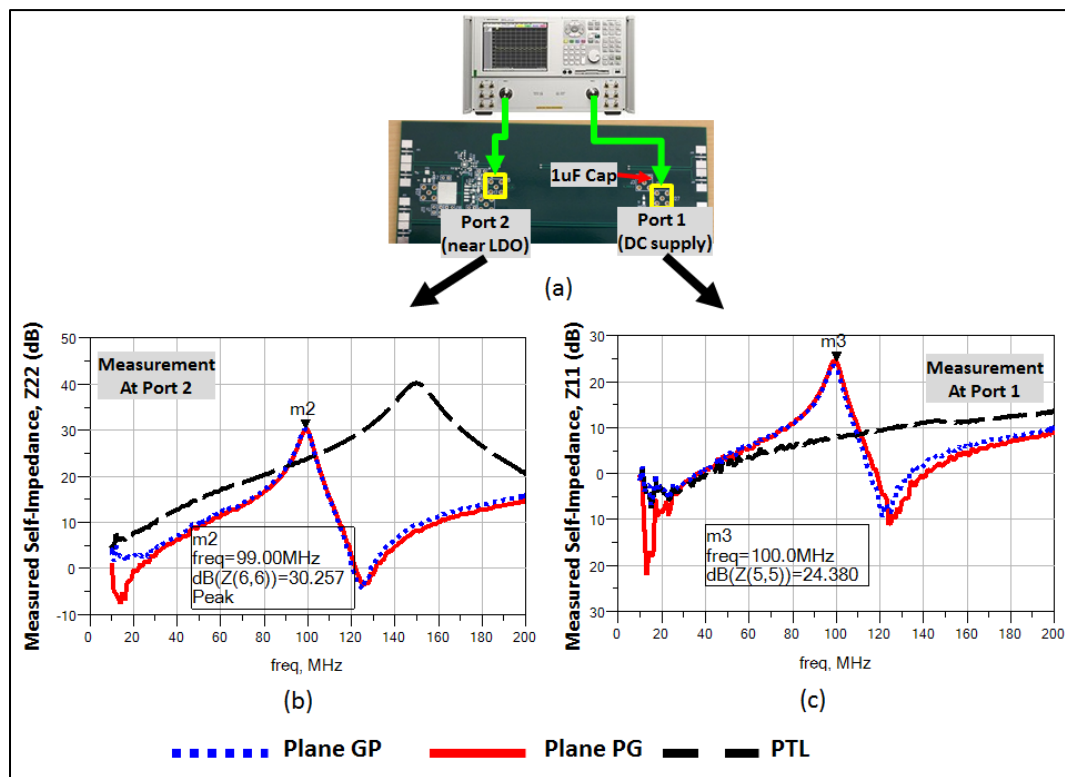 1uF Cap
Port 2
(near LDO)
Port 1
(DC supply)
(a)
Measured Self-Impedance, Z22 (dB)
50
40
30
20
10
0
-10
Measurement
At Port 2
m2
m2
freq=99.00MHz
dB(Z(6,6))=30.257
Peak
0 20 40 60 80 100 120 140 160 180 200
freq, MHz
(b)
Measured Self-Impedance, Z11 (dB)
30
20
10
0
10
20
30
m3
Measurement
At Port 1
m3
freq=100.0MHz
dB(Z(5,5))=24.380
0 20 40 60 80 100 120 140 160 180 200
freq, MHz
(c)
Plane GP Plane PG PTL